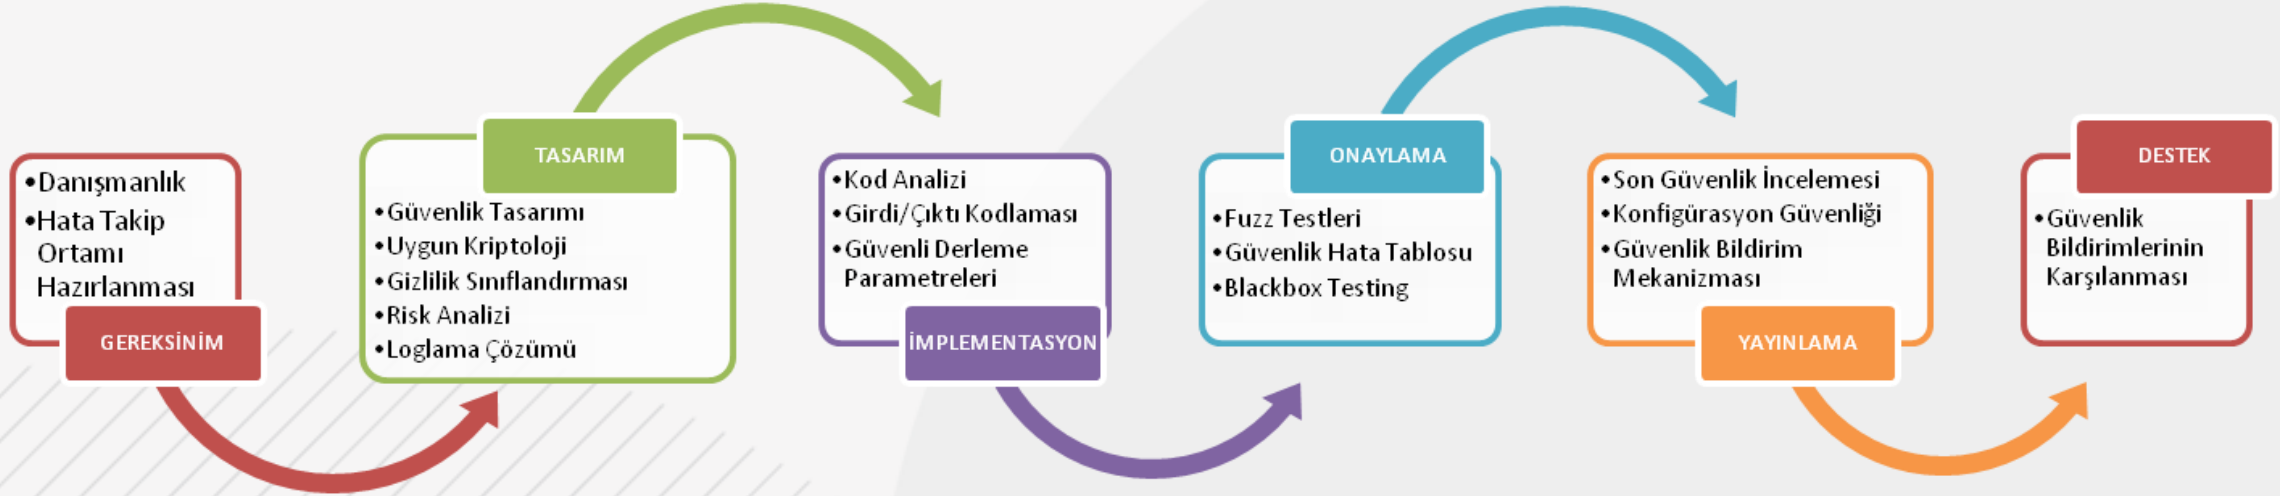 •Danışmanlık
•Hata Takip
Ortamı
Hazırlanması
GEREKSİNİM
TASARIM
•Güvenlik Tasarımı
•Uygun Kriptoloji
•Gizlilik Sınıflandırması
•Risk Analizi
•Loglama Çözümü
•Kod Analizi
•Girdi/Çıktı Kodlaması
•Güvenli Derleme
Parametreleri
İMPLEMENTASYON
ONAYLAMA
•Fuzz Testleri
•Güvenlik Hata Tablosu
•Blackbox Testing
•Son Güvenlik İncelemesi
•Konfigürasyon Güvenliği
•Güvenlik Bildirim
Mekanizması
YAYINLAMA
DESTEK
•Güvenlik
Bildirimlerinin
Karşılanması